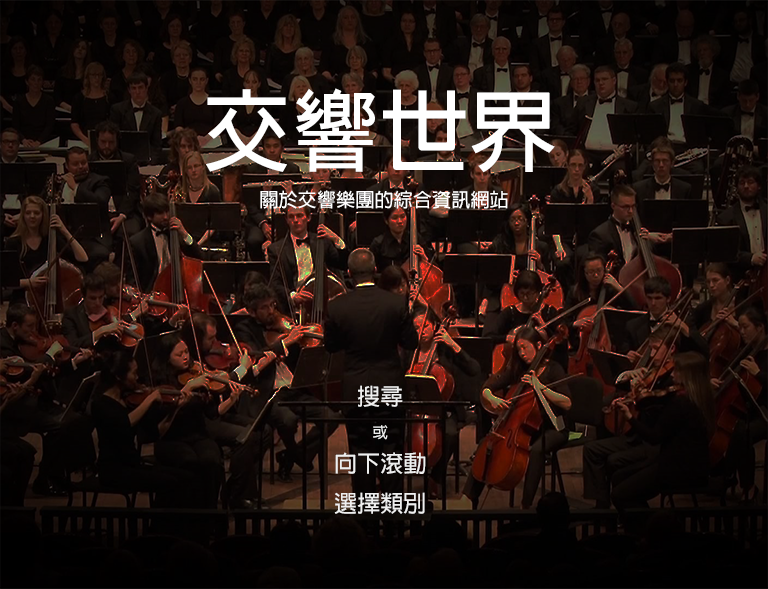 交響世界
關於交響樂團的綜合資訊網站
搜尋
或
向下滾動
選擇類別